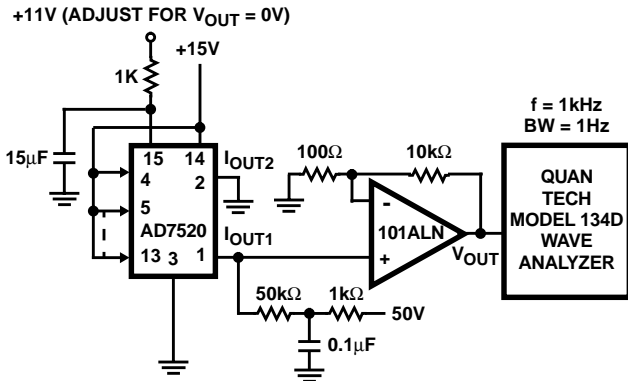 +11V (ADJUST FOR VOUT = 0V)
+15V
1K
f = 1kHz
BW = 1Hz
15μF
15
14
IOUT2
4
2
5
AD7520
IOUT1
13
3
1
100Ω
10kΩ
-
101ALN
+
VOUT
QUAN
TECH
MODEL 134D
WAVE
ANALYZER
50kΩ
1kΩ
50V
0.1μF